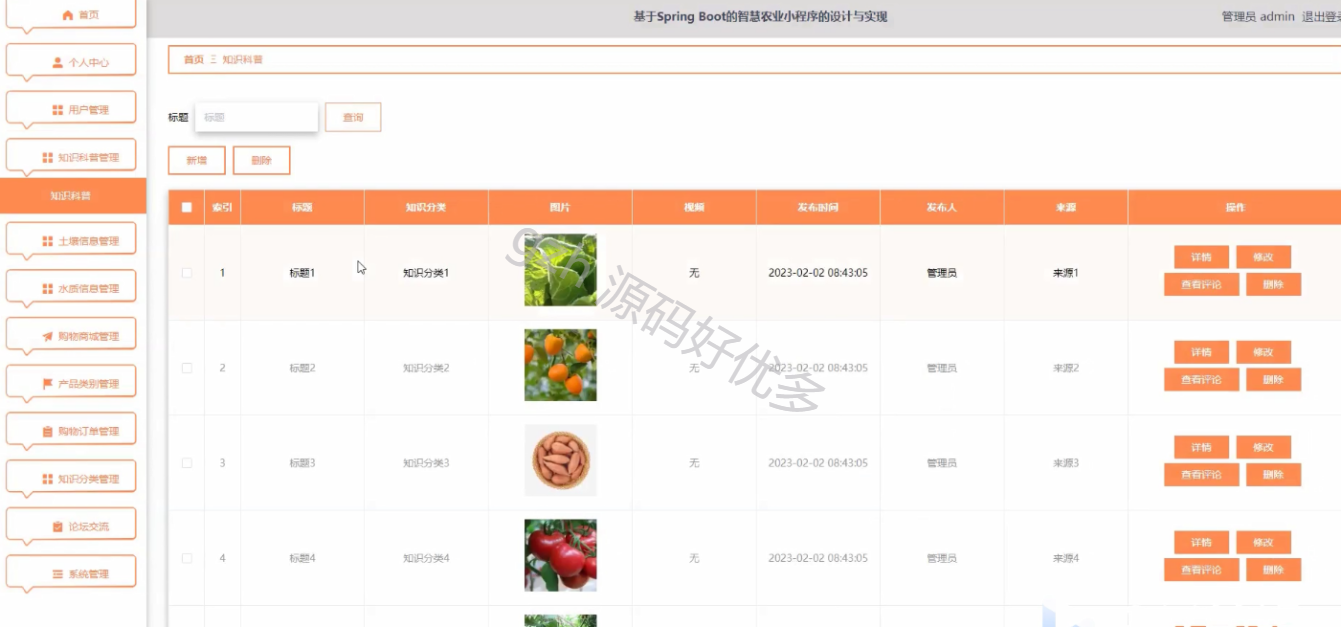 首页
个人中心
用户管理
知识科普管理
知识科普
土壤信息管理
水质信息管理
购物商城管理
产品类别管理
购物订单管理
知识分类管理
论坛交流
系统管理
基于Spring Boot的智慧农业小程序的设计与实现
管理员 admin 退出登录
首页 知识科普
标题 标题 查询
新增 删除
索引 标题 知识分类 图片 视频 发布时间 发布人 来源 操作
1 标题1 知识分类1 无 2023-02-02 08:43:05 管理员 来源1 详情 修改
查看评论 删除
2 标题2 知识分类2 无 2023-02-02 08:43:05 管理员 来源2 详情 修改
查看评论 删除
3 标题3 知识分类3 无 2023-02-02 08:43:05 管理员 来源3 详情 修改
查看评论 删除
4 标题4 知识分类4 无 2023-02-02 08:43:05 管理员 来源4 详情 修改
查看评论 删除
源码好优多